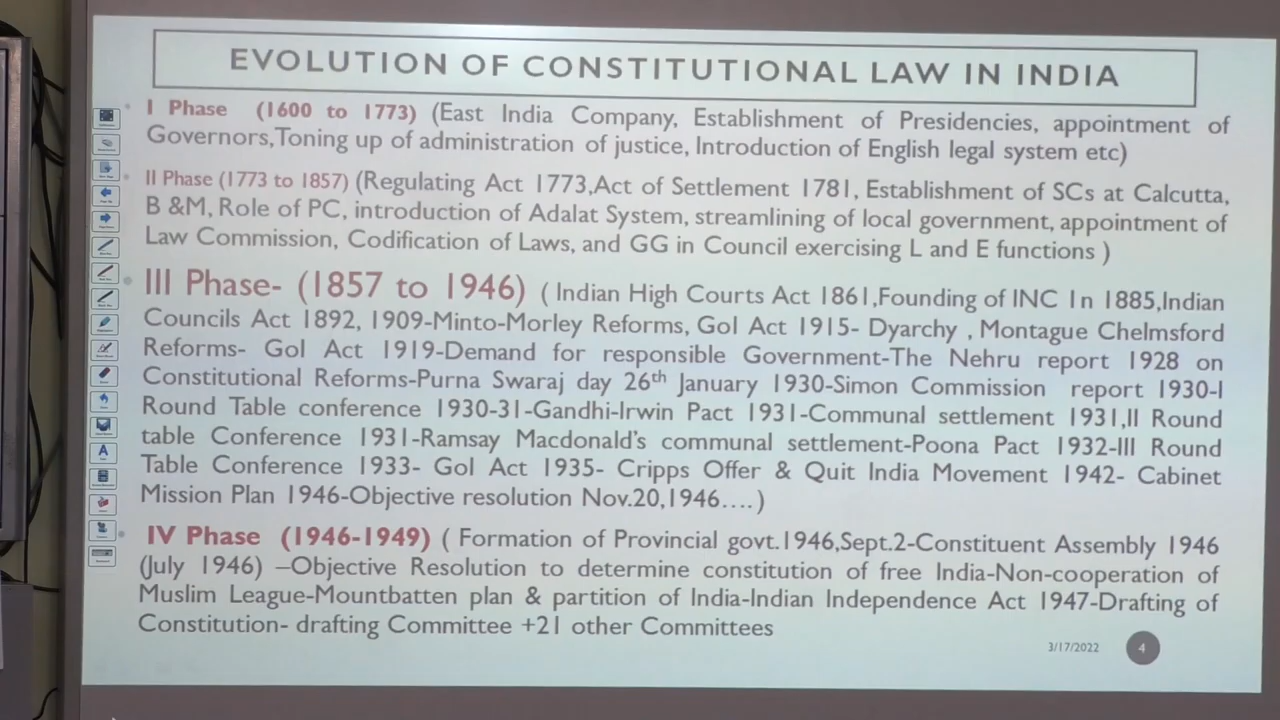 EVOLUTION OF CONSTITUTIONAL LAW IN INDIA
I Phase (1600 to 1773) (East India Company, Establishment of Presidencies, appointment of
Governors,Toning up of administration of justice, Introduction of English legal system etc)
II Phase (1773 to 1857) (Regulating Act 1773,Act of Settlement 1781, Establishment of SCs at Calcutta,
B &M, Role of PC, introduction of Adalat System, streamlining of local government, appointment of
Law Commission, Codification of Laws, and GG in Council exercising L and E functions )
III Phase- (1857 to 1946) ( Indian High Courts Act 1861,Founding of INC In 1885,Indian
Councils Act 1892, 1909-Minto-Morley Reforms, GoI Act 1915- Dyarchy , Montague Chelmsford
Reforms- GoI Act 1919-Demand for responsible Government-The Nehru report 1928 on
Constitutional Reforms-Purna Swaraj day 26th January 1930-Simon Commission report 1930-I
Round Table conference 1930-31-Gandhi-Irwin Pact 1931-Communal settlement 1931,II Round
table Conference 1931-Ramsay Macdonald's communal settlement-Poona Pact 1932-III Round
Table Conference 1933- GoI Act 1935- Cripps Offer & Quit India Movement 1942- Cabinet
Mission Plan 1946-Objective resolution Nov.20,1946....)
IV Phase (1946-1949) ( Formation of Provincial govt.1946,Sept.2-Constituent Assembly 1946
(July 1946) –Objective Resolution to determine constitution of free India-Non-cooperation of
Muslim League-Mountbatten plan & partition of India-Indian Independence Act 1947-Drafting of
Constitution- drafting Committee +21 other Committees
3/17/2022
4